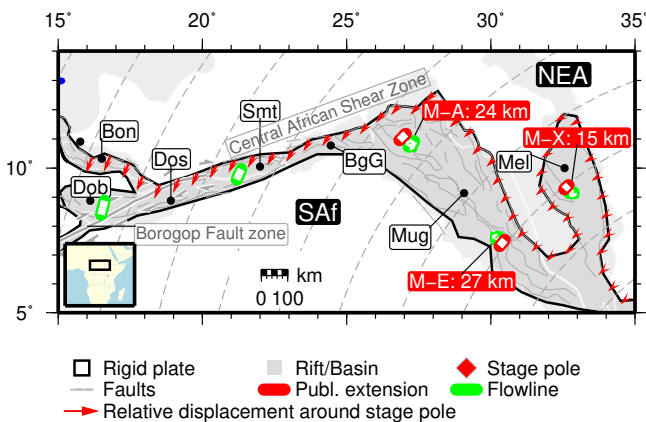 15° 20° 25° 30° 35°
NEA
Central African Shear Zone
M−A: 24 km
Smt
Bon
M−X: 15 km
Dos
BgG
Mel
10°
Dob
SAf
Borogop Fault zone
Mug
km
0 100
M−E: 27 km
5°
Rigid plate
Rift/Basin
Stage pole
Faults
Publ. extension
Flowline
Relative displacement around stage pole